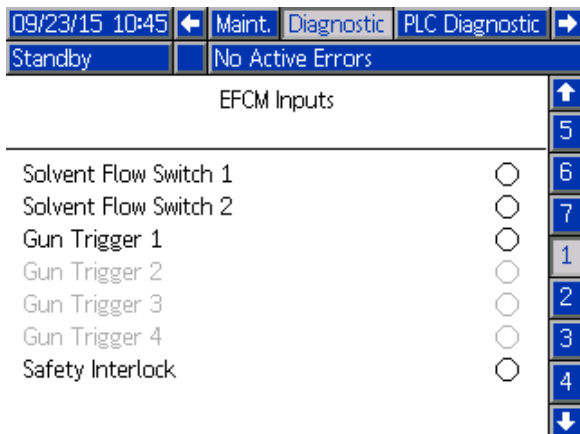 09/23/15 10:45 Maint. Diagnostic PLC Diagnostic
Standby No Active Errors
EFCM Inputs
5
Solvent Flow Switch 1
6
Solvent Flow Switch 2
7
Gun Trigger 1
1
Gun Trigger 2
Gun Trigger 3
2
Gun Trigger 4
3
Safety Interlock
4